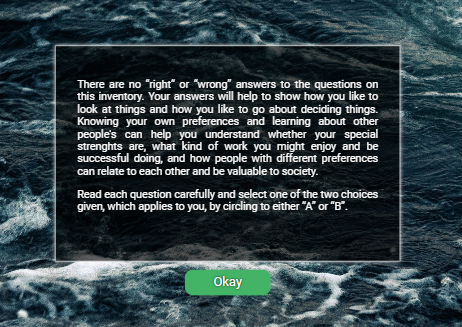 There are no "right" or "wrong" answers to the questions on
this inventory. Your answers will help to show how you like to
look at things and how you like to go about deciding things.
Knowing your own preferences and learning about other
people's can help you understand whether your special
strenghts are, what kind of work you might enjoy and be
successful doing, and how people with different preferences
can relate to each other and be valuable to society.
Read each question carefully and select one of the two choices
given, which applies to you, by circling to either "A" or "B".
Okay